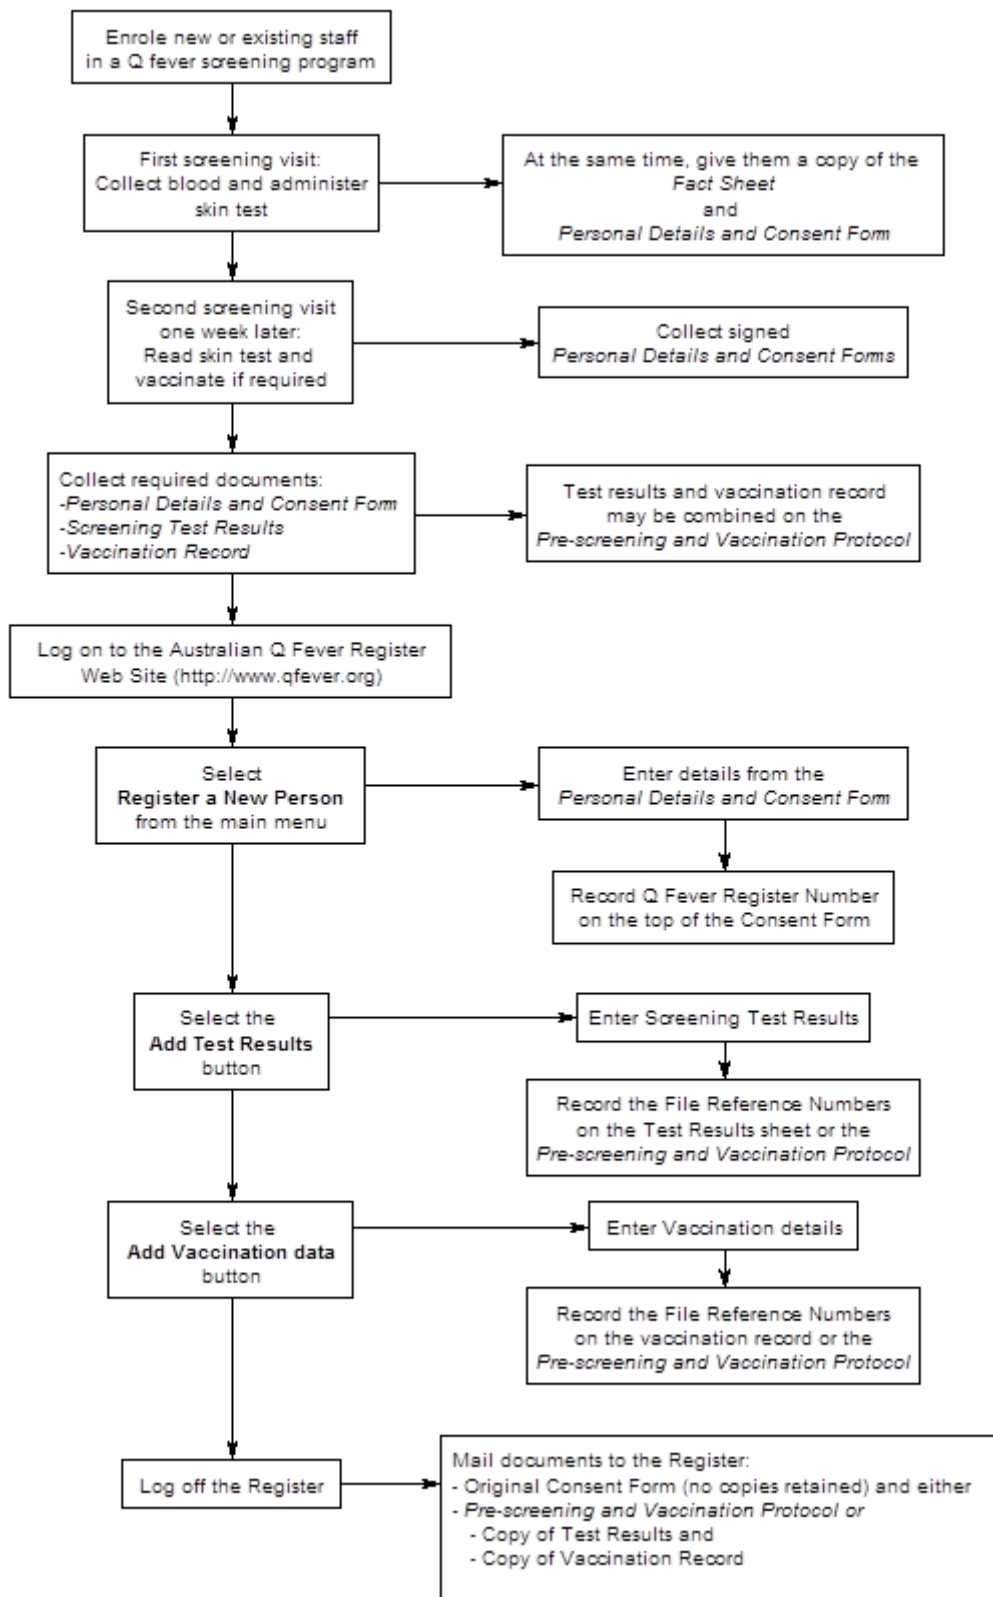 Enrole new or existing staff
in a Q fever screening program
First screening visit:
Collect blood and administer
skin test
At the same time, give them a copy of the
Fact Sheet
and
Personal Details and Consent Form
Second screening visit
one week later:
Read skin test and
vaccinate if required
Collect signed
Personal Details and Consent Forms
Collect required documents:
-Personal Details and Consent Form
-Screening Test Results
-Vaccination Record
Test results and vaccination record
may be combined on the
Pre-screening and Vaccination Protocol
Log on to the Australian Q Fever Register
Web Site (http://www.qfever.org)
Select
Register a New Person
from the main menu
Enter details from the
Personal Details and Consent Form
Record Q Fever Register Number
on the top of the Consent Form
Select the
Add Test Results
button
Enter Screening Test Results
Record the File Reference Numbers
on the Test Results sheet or the
Pre-screening and Vaccination Protocol
Select the
Add Vaccination data
button
Enter Vaccination details
Record the File Reference Numbers
on the vaccination record or the
Pre-screening and Vaccination Protocol
Log off the Register
Mail documents to the Register:
- Original Consent Form (no copies retained) and either
- Pre-screening and Vaccination Protocol or
- Copy of Test Results and
- Copy of Vaccination Record